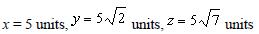 x = 5 units, y = 5√2 units, z = 5√7 units